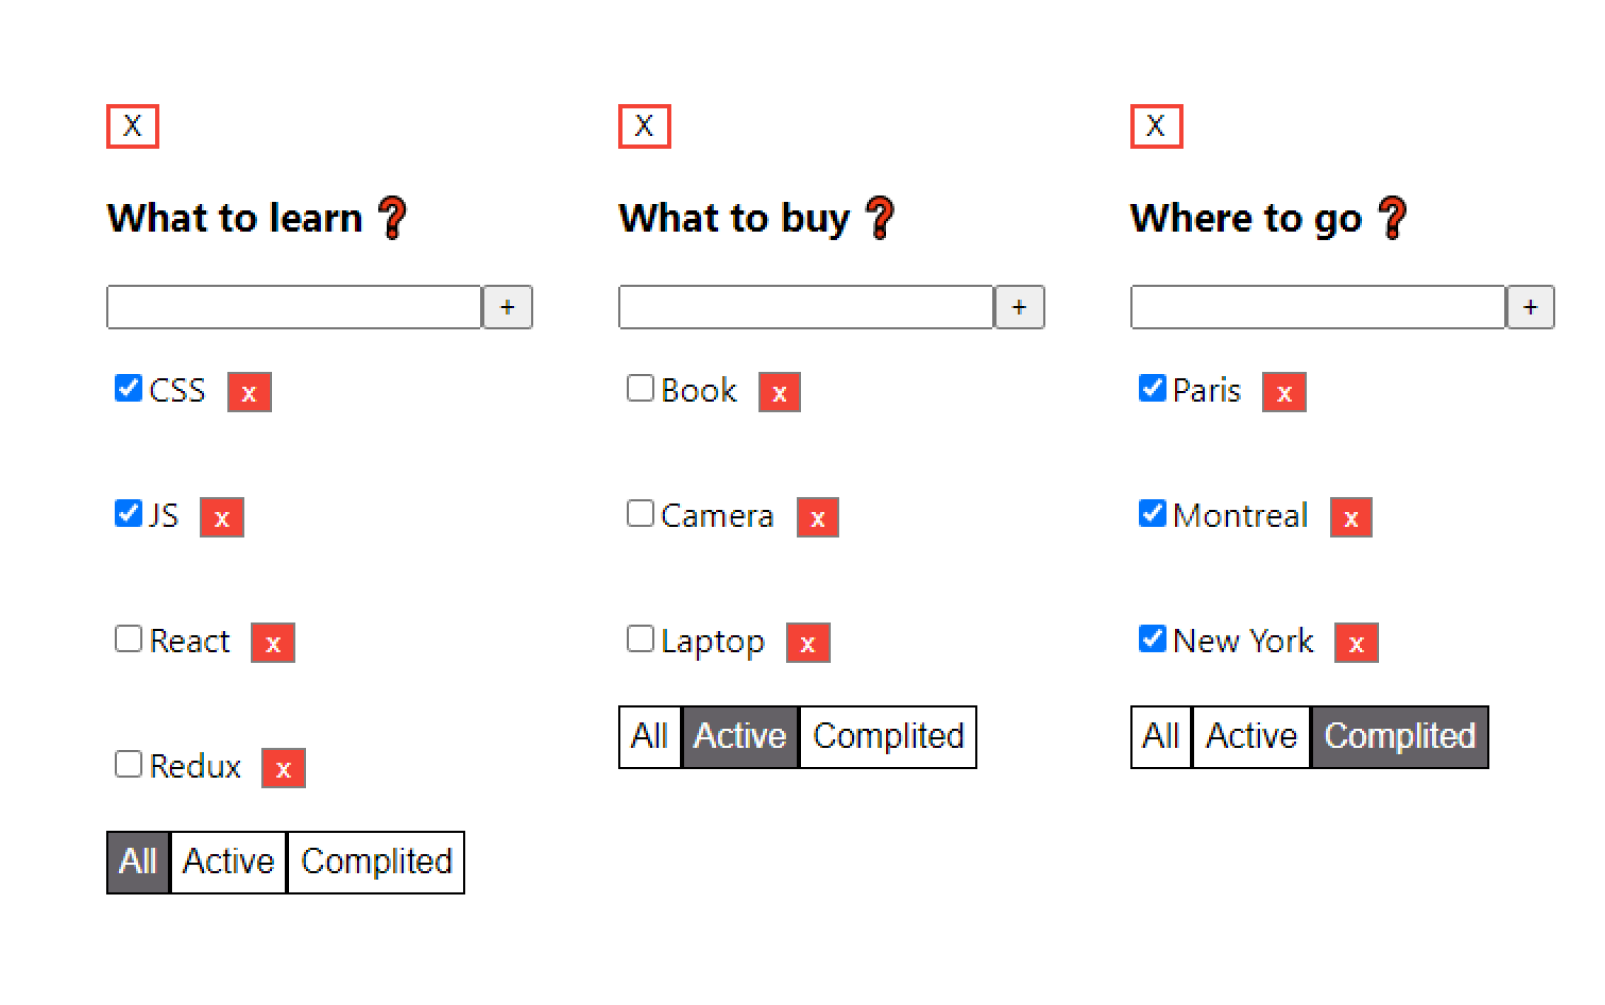 X
What to learn ❓
+
CSS x
JS x
React x
Redux x
All Active Complited
X
What to buy ❓
+
Book x
Camera x
Laptop x
All Active Complited
X
Where to go ❓
+
Paris x
Montreal x
New York x
All Active Complited